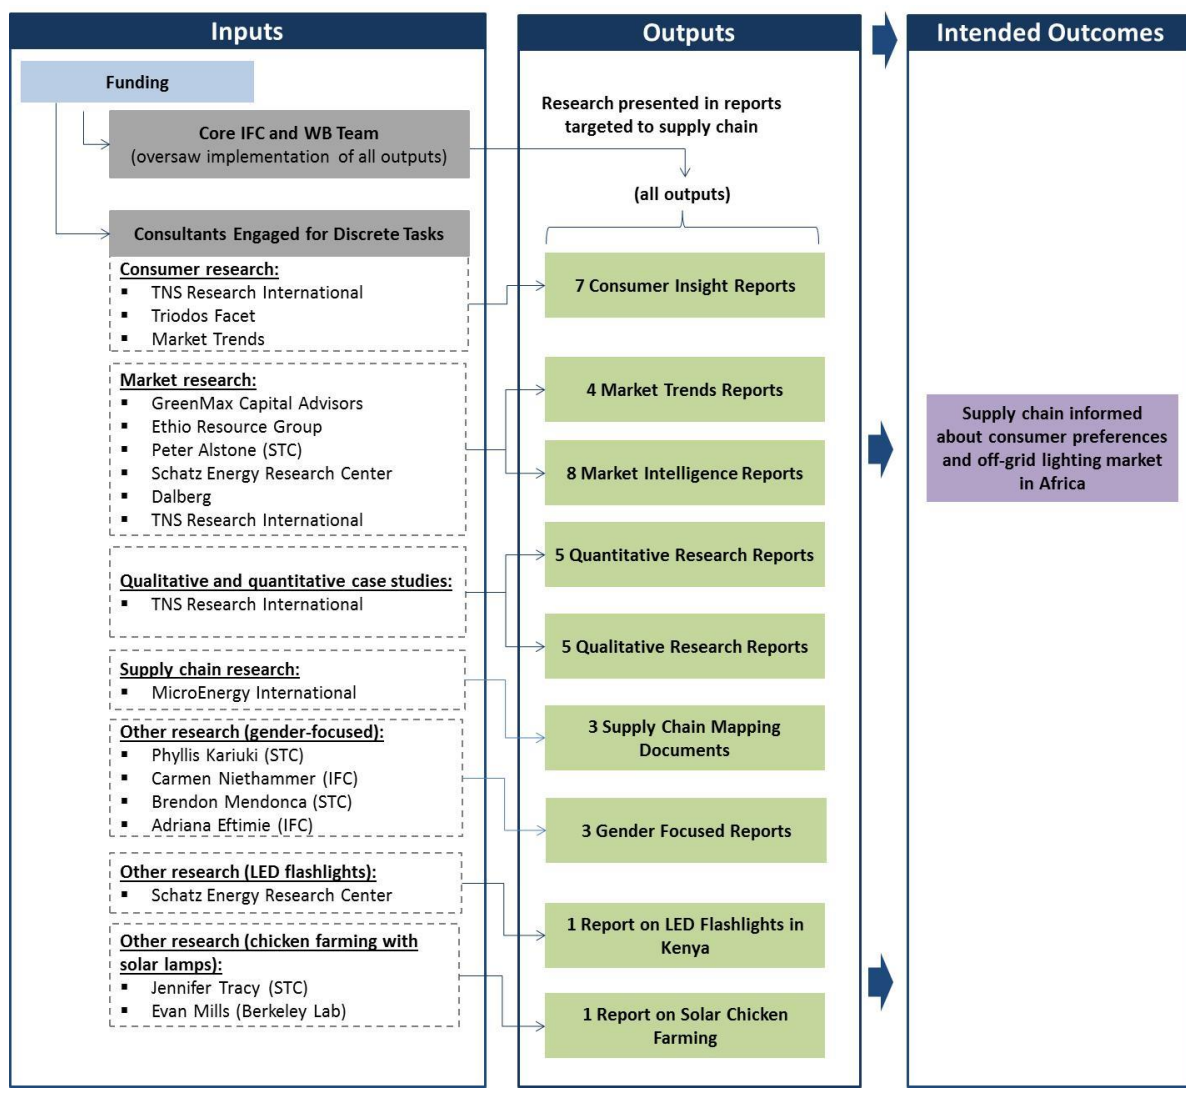 Inputs
Funding
Core IFC and WB Team
(oversaw implementation of all outputs)
Consultants Engaged for Discrete Tasks
Consumer research:
▪ TNS Research International
▪ Triodos Facet
▪ Market Trends
Market research:
▪ GreenMax Capital Advisors
▪ Ethio Resource Group
▪ Peter Alstone (STC)
▪ Schatz Energy Research Center
▪ Dalberg
▪ TNS Research International
Qualitative and quantitative case studies:
▪ TNS Research International
Supply chain research:
▪ MicroEnergy International
Other research (gender-focused):
▪ Phyllis Kariuki (STC)
▪ Carmen Niethammer (IFC)
▪ Brendon Mendonca (STC)
▪ Adriana Eftimie (IFC)
Other research (LED flashlights):
▪ Schatz Energy Research Center
Other research (chicken farming with
solar lamps):
▪ Jennifer Tracy (STC)
▪ Evan Mills (Berkeley Lab)
Outputs
Research presented in reports
targeted to supply chain
(all outputs)
7 Consumer Insight Reports
4 Market Trends Reports
8 Market Intelligence Reports
5 Quantitative Research Reports
5 Qualitative Research Reports
3 Supply Chain Mapping
Documents
3 Gender Focused Reports
1 Report on LED Flashlights in
Kenya
1 Report on Solar Chicken
Farming
Intended Outcomes
Supply chain informed
about consumer preferences
and off-grid lighting market
in Africa